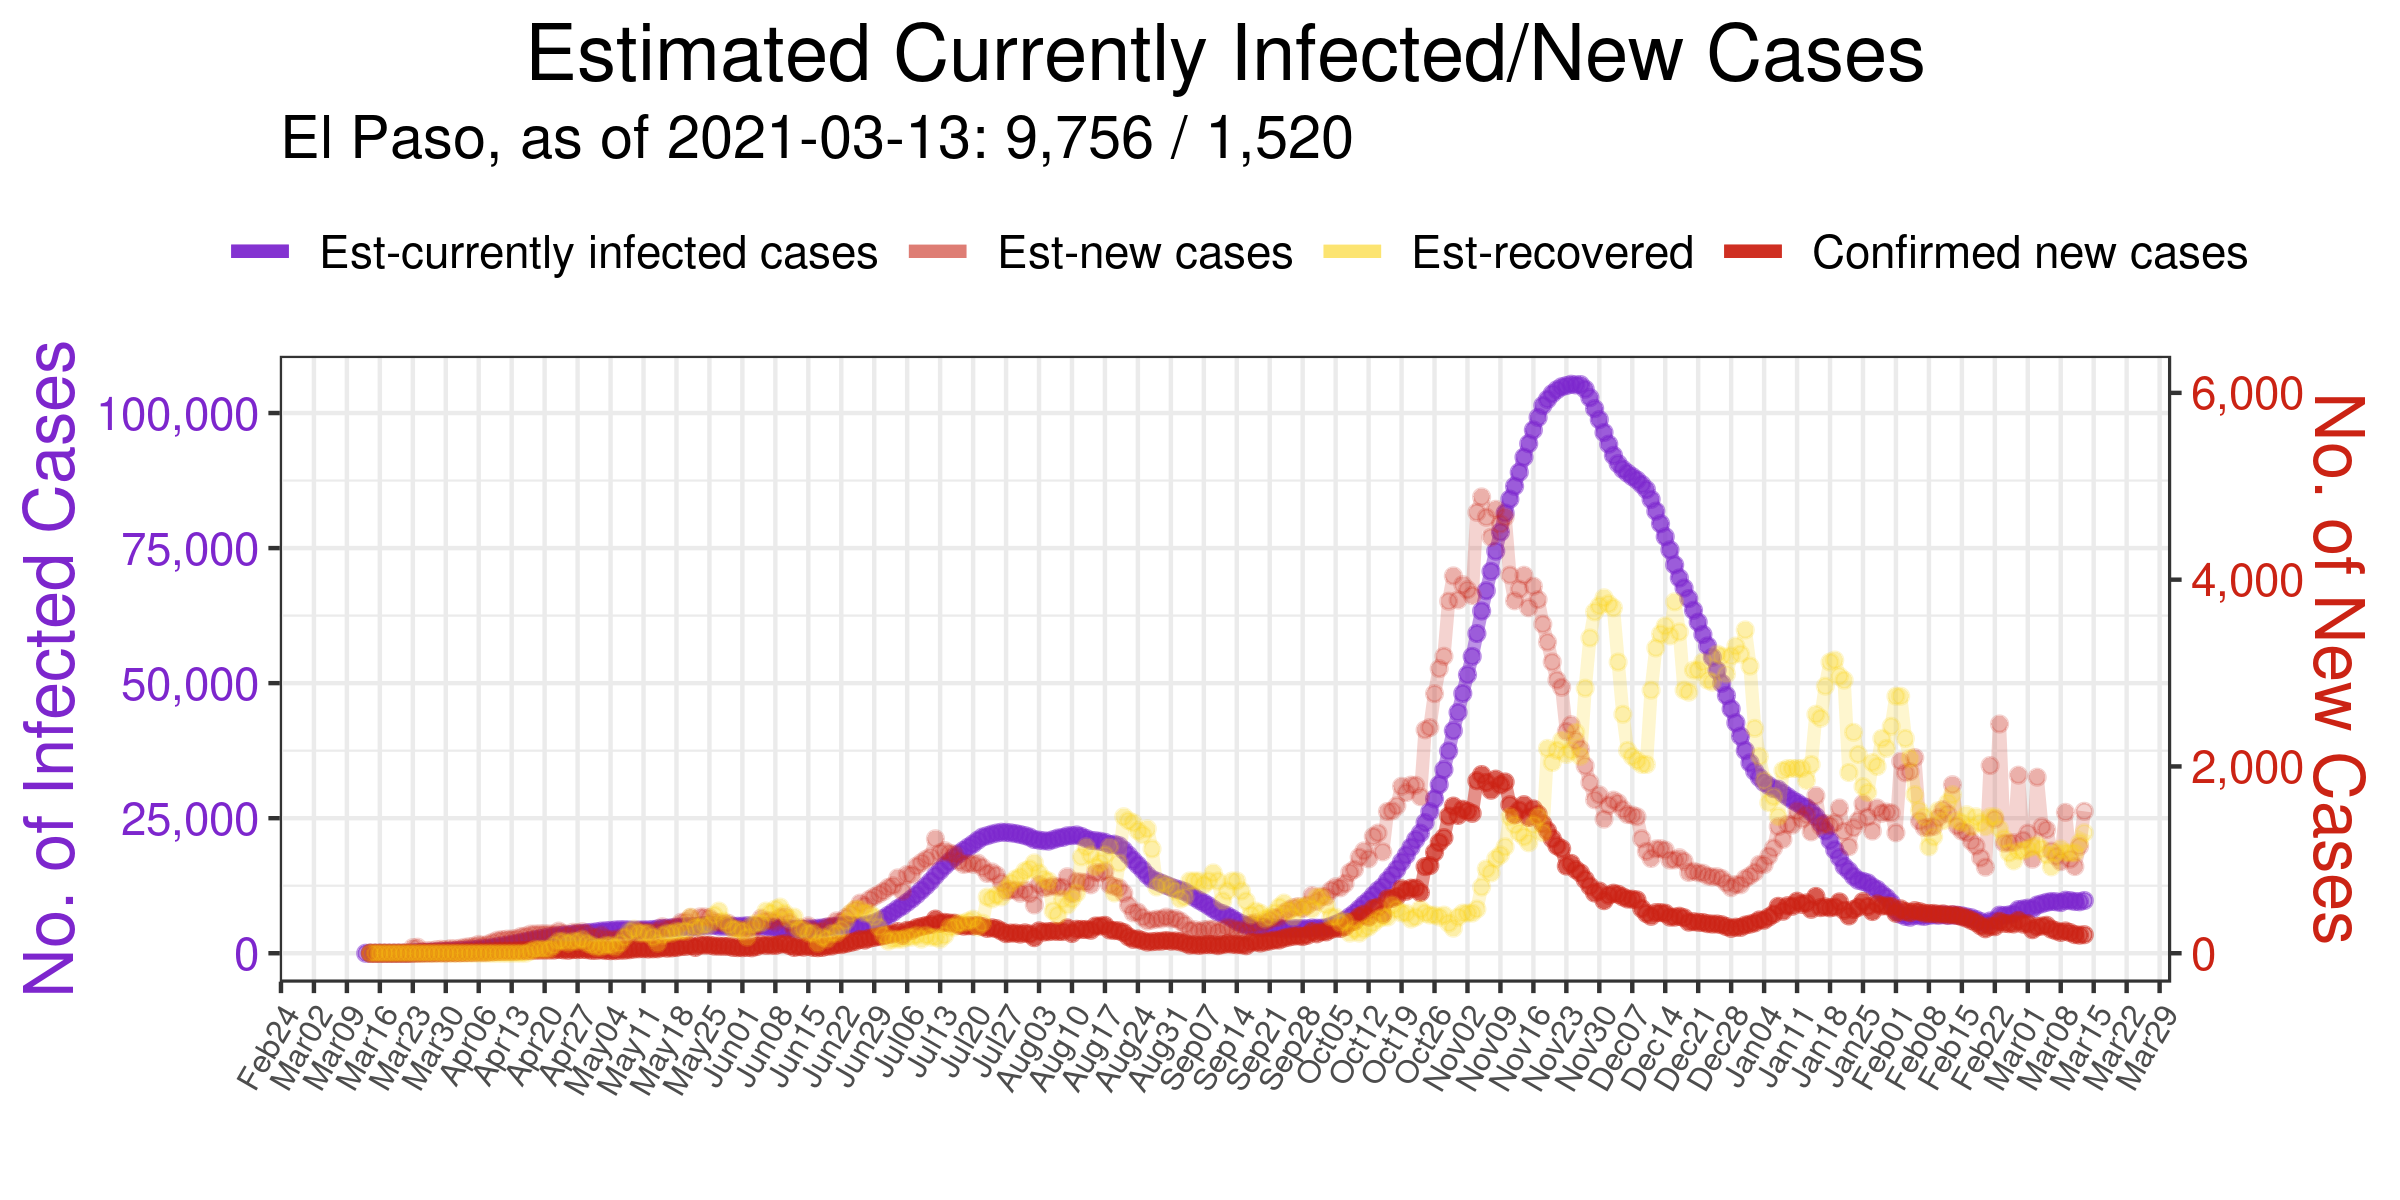 Estimated Currently Infected/New Cases
El Paso, as of 2021-03-13: 9,756 / 1,520
Est-currently infected cases Est-new cases Est-recovered Confirmed new cases
No. of Infected Cases
100,000
75,000
50,000
25,000
0
6,000
4,000
2,000
0
No. of New Cases
Feb24 Mar02 Mar09 Mar16 Mar23 Mar30 Apr06 Apr13 Apr20 Apr27 May04 May11 May18 May25 Jun01 Jun08 Jun15 Jun22 Jun29 Jul06 Jul13 Jul20 Jul27 Aug03 Aug10 Aug17 Aug24 Aug31 Sep07 Sep14 Sep21 Sep28 Oct05 Oct12 Oct19 Oct26 Nov02 Nov09 Nov16 Nov23 Nov30 Dec07 Dec14 Dec21 Dec28 Jan04 Jan11 Jan18 Jan25 Feb01 Feb08 Feb15 Feb22 Mar01 Mar08 Mar15 Mar22 Mar29